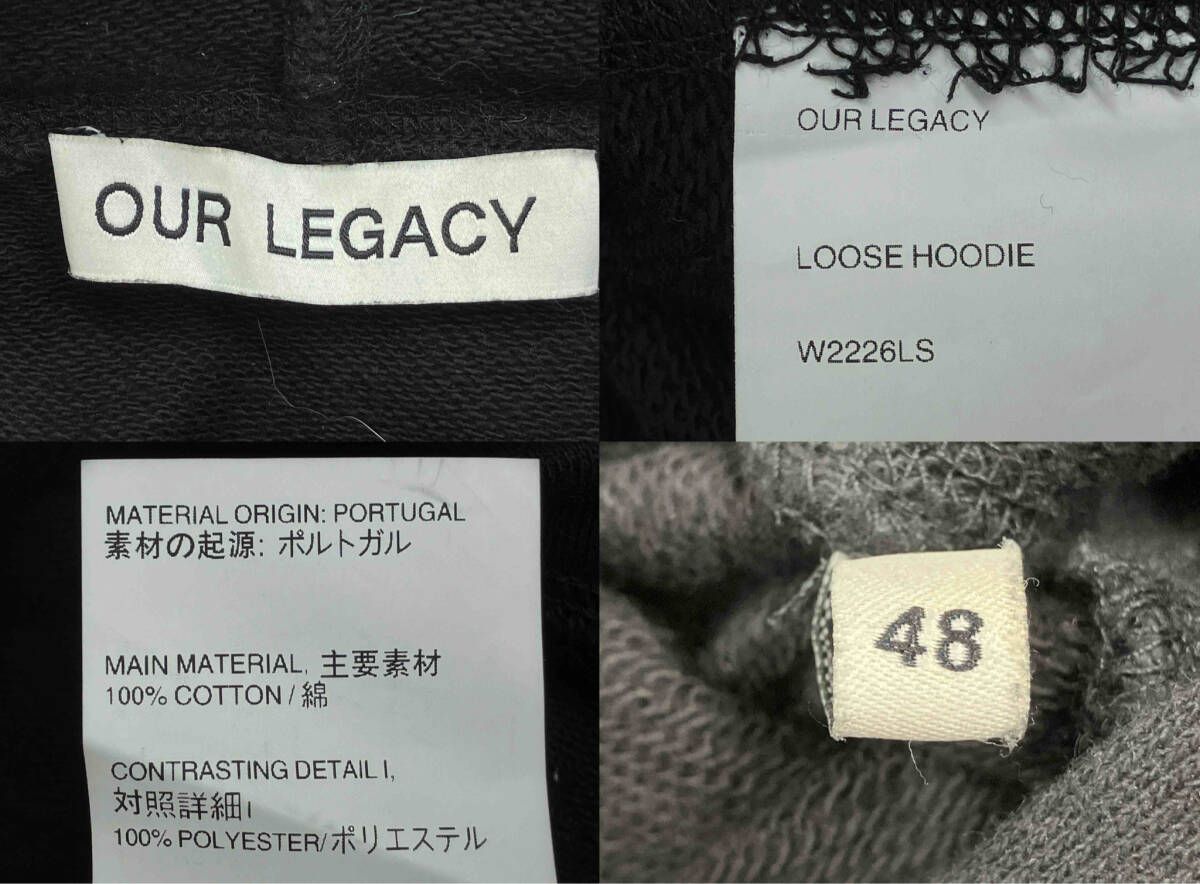 OUR LEGACY
OUR LEGACY
LOOSE HOODIE
W2226LS
MATERIAL ORIGIN: PORTUGAL
素材の起源: ポルトガル
MAIN MATERIAL, 主要素材
100% COTTON / 綿
CONTRASTING DETAIL I,
対照詳細 I
100% POLYESTER/ポリエステル
48